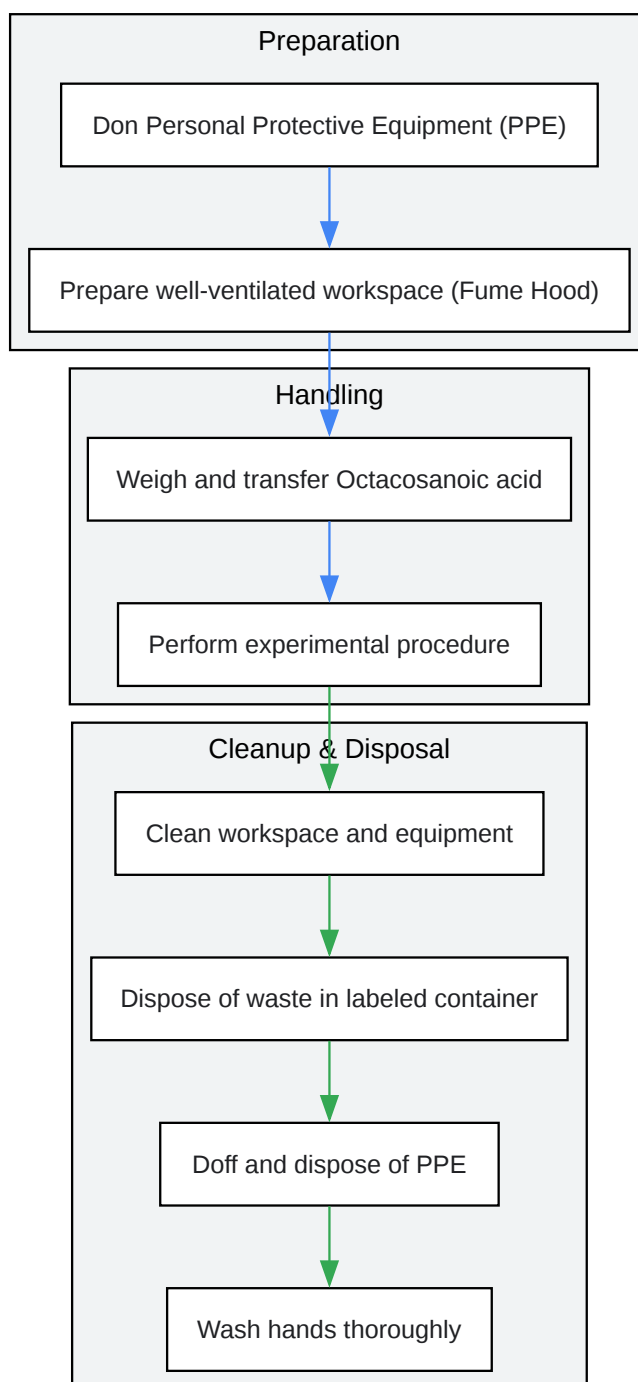 Preparation
Don Personal Protective Equipment (PPE)
Prepare well-ventilated workspace (Fume Hood)
Handling
Weigh and transfer Octacosanoic acid
Perform experimental procedure
Cleanup & Disposal
Clean workspace and equipment
Dispose of waste in labeled container
Doff and dispose of PPE
Wash hands thoroughly